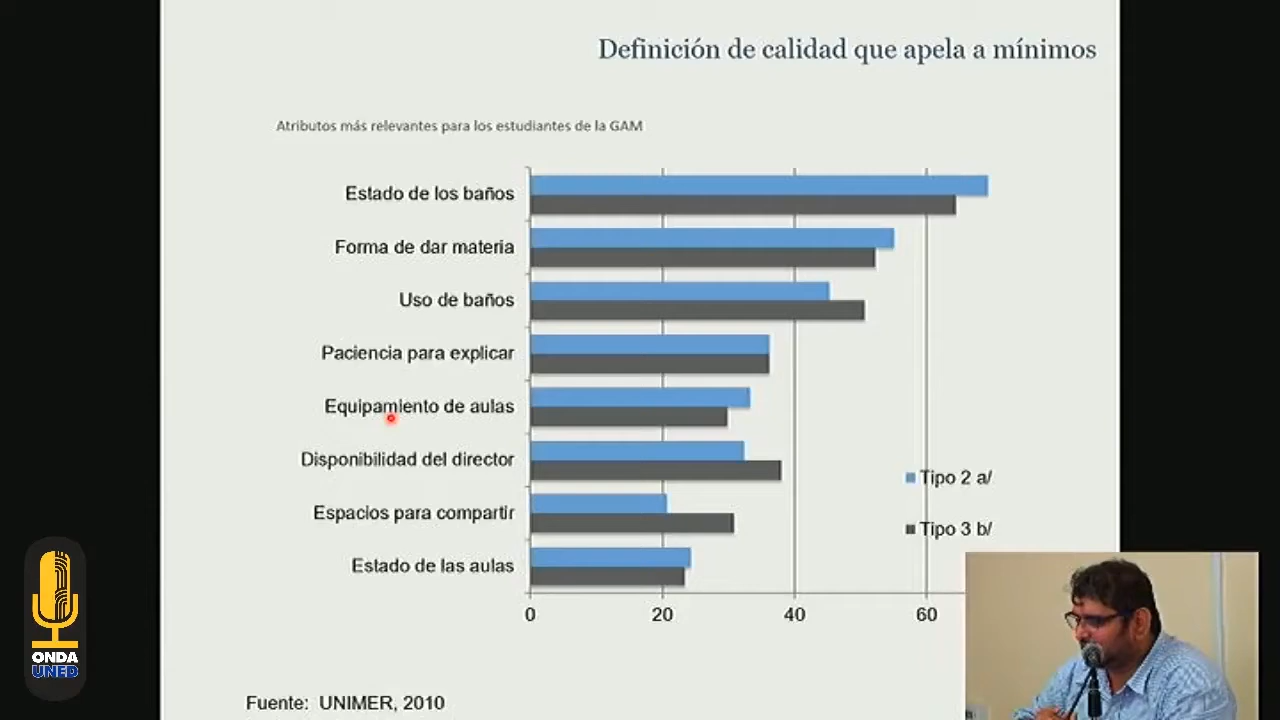 Definición de calidad que apela a mínimos
Atributos más relevantes para los estudiantes de la GAM
Estado de los baños
Forma de dar materia
Uso de baños
Paciencia para explicar
Equipamiento de aulas
Disponibilidad del director
Espacios para compartir
Estado de las aulas
Tipo 2 a/
Tipo 3 b/
0 20 40 60
Fuente: UNIMER, 2010
ONDA
UNED